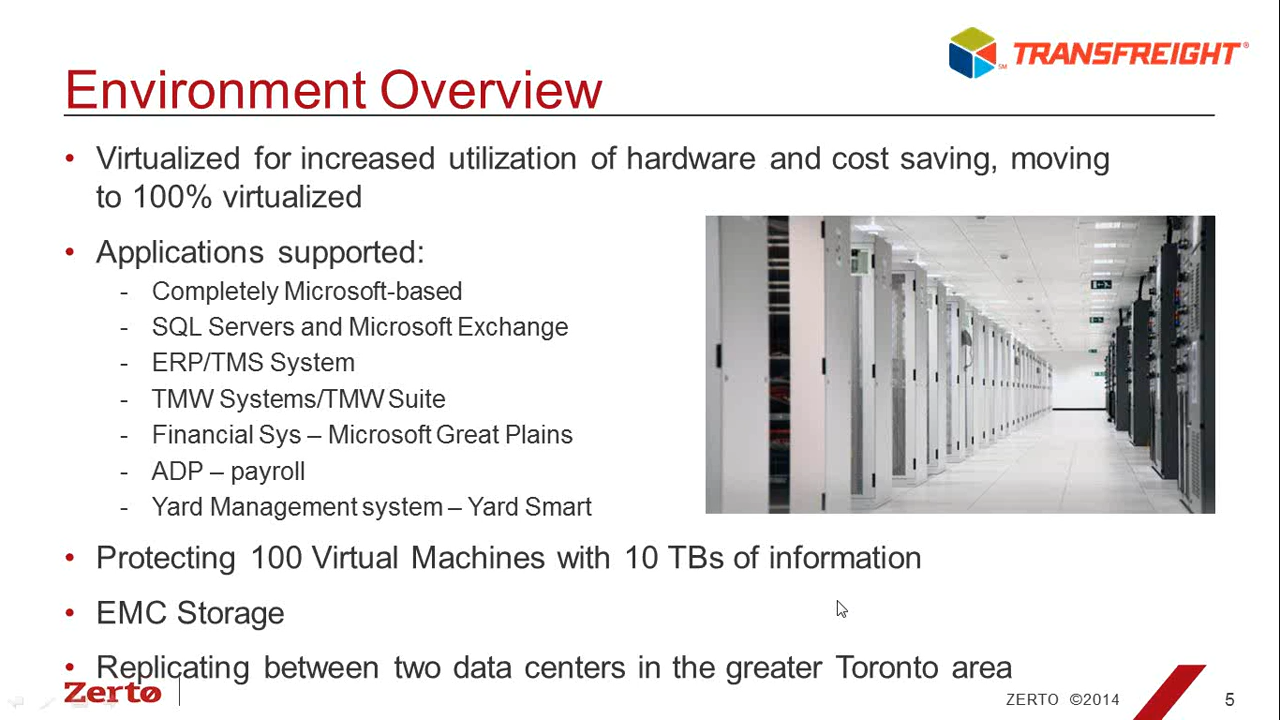 TRANSFREIGHT®
SM
Environment Overview
• Virtualized for increased utilization of hardware and cost saving, moving
to 100% virtualized
• Applications supported:
- Completely Microsoft-based
- SQL Servers and Microsoft Exchange
- ERP/TMS System
- TMW Systems/TMW Suite
- Financial Sys – Microsoft Great Plains
- ADP – payroll
- Yard Management system – Yard Smart
• Protecting 100 Virtual Machines with 10 TBs of information
• EMC Storage
• Replicating between two data centers in the greater Toronto area
Zerto
ZERTO ©2014
5